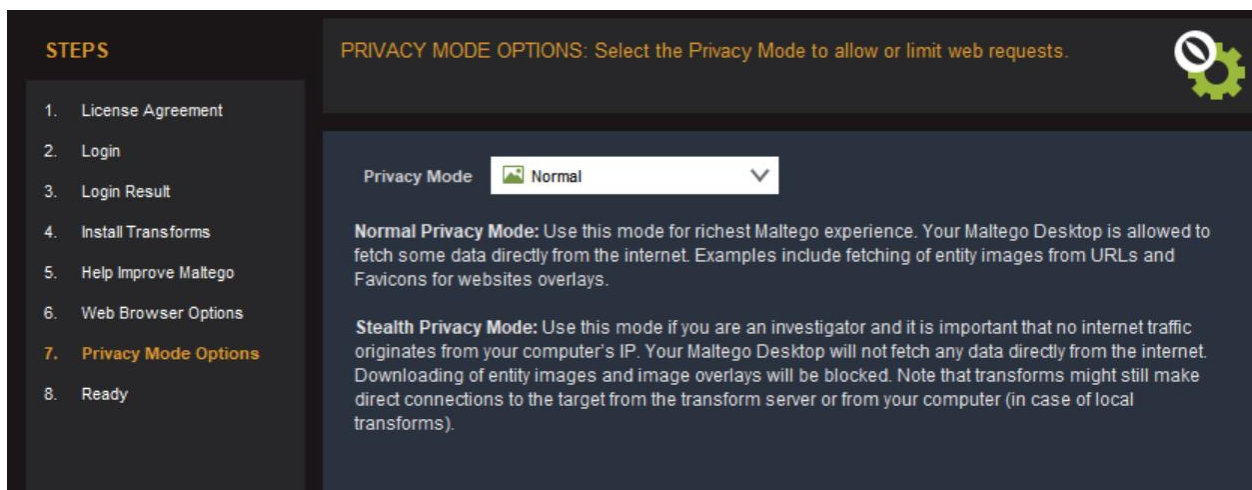 STEPS
1. License Agreement
2. Login
3. Login Result
4. Install Transforms
5. Help Improve Maltego
6. Web Browser Options
7. Privacy Mode Options
8. Ready
PRIVACY MODE OPTIONS: Select the Privacy Mode to allow or limit web requests.
Privacy Mode Normal
Normal Privacy Mode: Use this mode for richest Maltego experience. Your Maltego Desktop is allowed to
fetch some data directly from the internet. Examples include fetching of entity images from URLs and
Favicons for websites overlays.
Stealth Privacy Mode: Use this mode if you are an investigator and it is important that no internet traffic
originates from your computer's IP. Your Maltego Desktop will not fetch any data directly from the internet.
Downloading of entity images and image overlays will be blocked. Note that transforms might still make
direct connections to the target from the transform server or from your computer (in case of local
transforms).